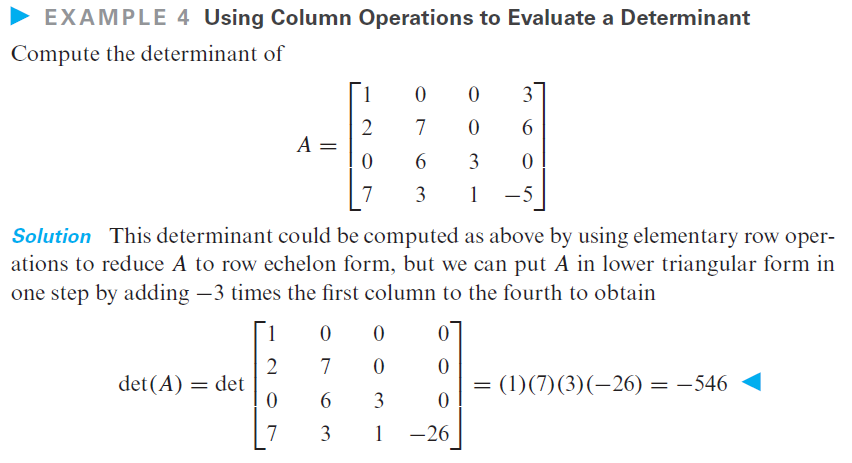 ▶ EXAMPLE 4 Using Column Operations to Evaluate a Determinant
Compute the determinant of
A = [1 0 0 3
2 7 0 6
0 6 3 0
7 3 1 −5]
Solution This determinant could be computed as above by using elementary row oper-
ations to reduce A to row echelon form, but we can put A in lower triangular form in
one step by adding −3 times the first column to the fourth to obtain
det(A) = det [1 0 0 0
2 7 0 0
0 6 3 0
7 3 1 −26] = (1)(7)(3)(−26) = −546 ◀